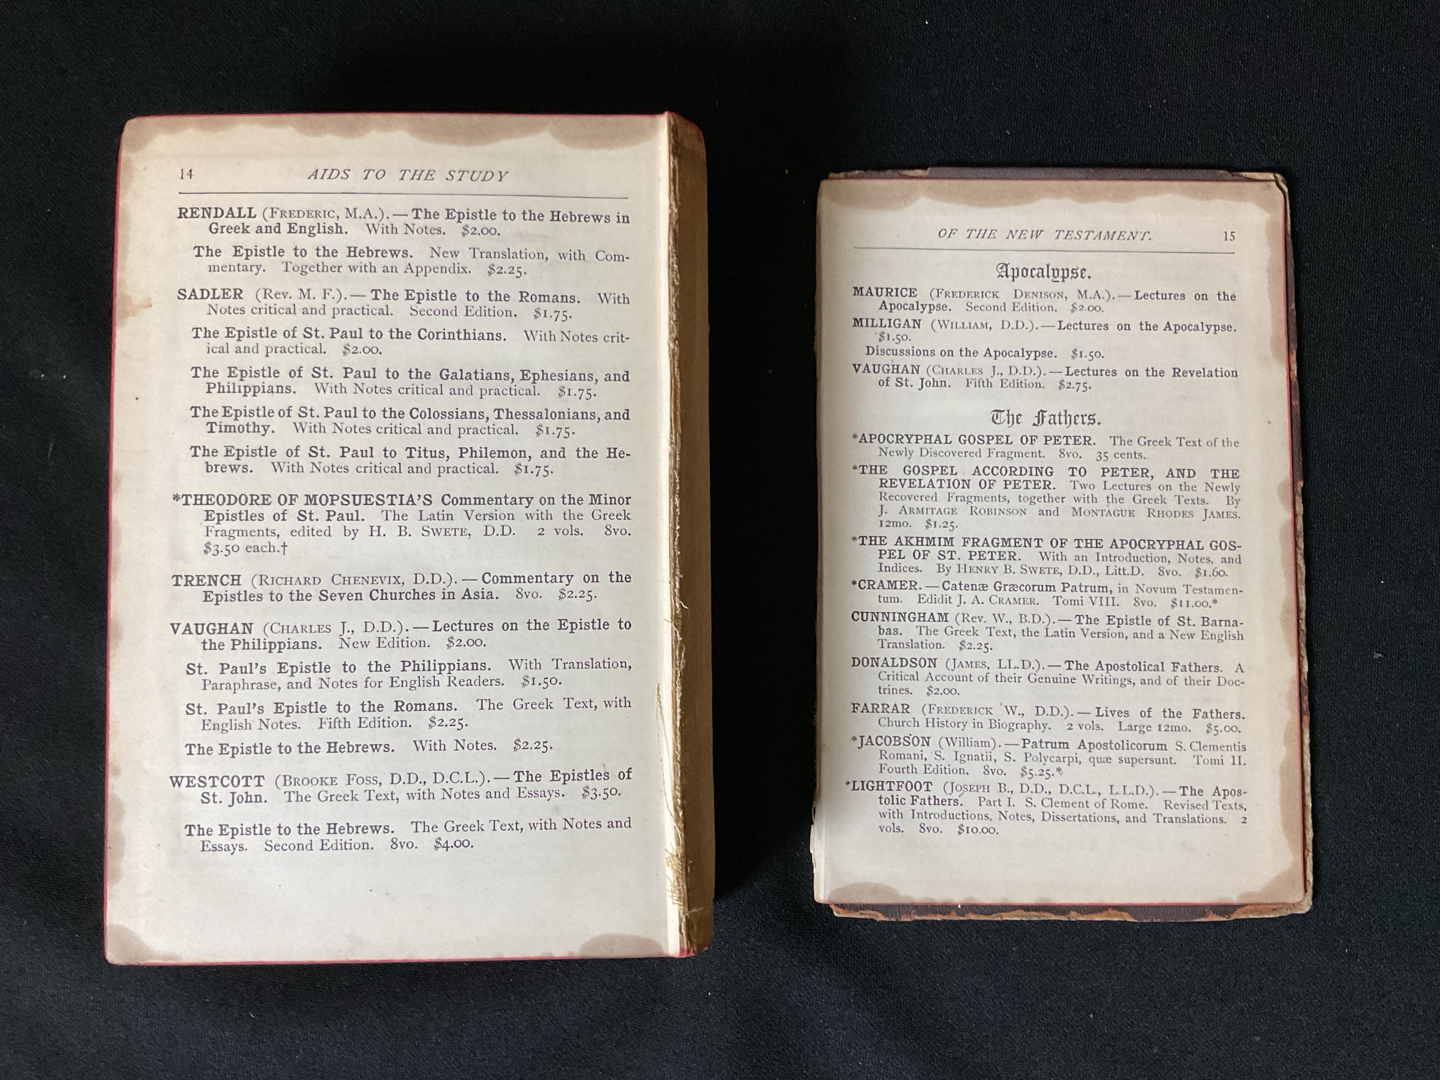 14 AIDS TO THE STUDY
RENDALL (FREDERIC, M.A.).—The Epistle to the Hebrews in
Greek and English. With Notes. $2.00.
The Epistle to the Hebrews. New Translation, with Com-
mentary. Together with an Appendix. $2.25.
SADLER (Rev. M. F.).—The Epistle to the Romans. With
Notes critical and practical. Second Edition. $1.75.
The Epistle of St. Paul to the Corinthians. With Notes crit-
ical and practical. $2.00.
The Epistle of St. Paul to the Galatians, Ephesians, and
Philippians. With Notes critical and practical. $1.75.
The Epistle of St. Paul to the Colossians, Thessalonians, and
Timothy. With Notes critical and practical. $1.75.
The Epistle of St. Paul to Titus, Philemon, and the He-
brews. With Notes critical and practical. $1.75.
*THEODORE OF MOPSUESTIA'S Commentary on the Minor
Epistles of St. Paul. The Latin Version with the Greek
Fragments, edited by H. B. SWETE, D.D. 2 vols. 8vo.
$3.50 each.†
TRENCH (RICHARD CHENEVIX, D.D.).—Commentary on the
Epistles to the Seven Churches in Asia. 8vo. $2.25.
VAUGHAN (CHARLES J., D.D.).—Lectures on the Epistle to
the Philippians. New Edition. $2.00.
St. Paul's Epistle to the Philippians. With Translation,
Paraphrase, and Notes for English Readers. $1.50.
St. Paul's Epistle to the Romans. The Greek Text, with
English Notes. Fifth Edition. $2.25.
The Epistle to the Hebrews. With Notes. $2.25.
WESTCOTT (BROOKE FOSS, D.D., D.C.L.).—The Epistles of
St. John. The Greek Text, with Notes and Essays. $3.50.
The Epistle to the Hebrews. The Greek Text, with Notes and
Essays. Second Edition. 8vo. $4.00.
OF THE NEW TESTAMENT. 15
Apocalypse.
MAURICE (FREDERICK DENISON, M.A.).—Lectures on the
Apocalypse. Second Edition. $2.00.
MILLIGAN (WILLIAM, D.D.).—Lectures on the Apocalypse.
$1.50.
Discussions on the Apocalypse. $1.50.
VAUGHAN (CHARLES J., D.D.).—Lectures on the Revelation
of St. John. Fifth Edition. $2.75.
The Fathers.
*APOCRYPHAL GOSPEL OF PETER. The Greek Text of the
Newly Discovered Fragment. 8vo. 35 cents.
*THE GOSPEL ACCORDING TO PETER, AND THE
REVELATION OF PETER. Two Lectures on the Newly
Recovered Fragments, together with the Greek Texts. By
J. ARMITAGE ROBINSON and MONTAGUE RHODES JAMES.
12mo. $1.25.
*THE AKHMIM FRAGMENT OF THE APOCRYPHAL GOS-
PEL OF ST. PETER. With an Introduction, Notes, and
Indices. By HENRY B. SWETE, D.D., Litt.D. 8vo. $1.60.
*CRAMER.—Catenæ Græcorum Patrum, in Novum Testamen-
tum. Edidit J. A. CRAMER. Tomi VIII. 8vo. $11.00.*
CUNNINGHAM (Rev. W., B.D.).—The Epistle of St. Barna-
bas. The Greek Text, the Latin Version, and a New English
Translation. $2.25.
DONALDSON (JAMES, LL.D.).—The Apostolical Fathers. A
Critical Account of their Genuine Writings, and of their Doc-
trines. $2.00.
FARRAR (FREDERICK W., D.D.).—Lives of the Fathers.
Church History in Biography. 2 vols. Large 12mo. $5.00.
*JACOBSON (William).—Patrum Apostolicorum S. Clementis
Romani, S. Ignatii, S. Polycarpi, quæ supersunt. Tomi II.
Fourth Edition. 8vo. $5.25.*
*LIGHTFOOT (JOSEPH B., D.D., D.C.L., L.L.D.).—The Apos-
tolic Fathers. Part I. S. Clement of Rome. Revised Texts,
with Introductions, Notes, Dissertations, and Translations. 2
vols. 8vo. $10.00.